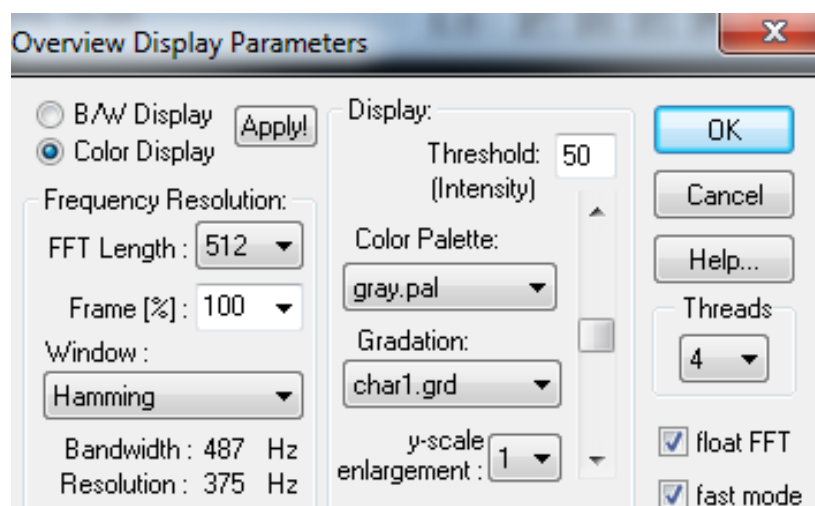 Overview Display Parameters
x
B/W Display
Color Display
Apply!
Frequency Resolution:
FFT Length : 512
Frame [%] : 100
Window :
Hamming
Bandwidth : 487 Hz
Resolution : 375 Hz
Display:
Threshold: 50
(Intensity)
Color Palette:
gray.pal
Gradation:
char1.grd
y-scale
enlargement : 1
OK
Cancel
Help...
Threads
4
float FFT
fast mode